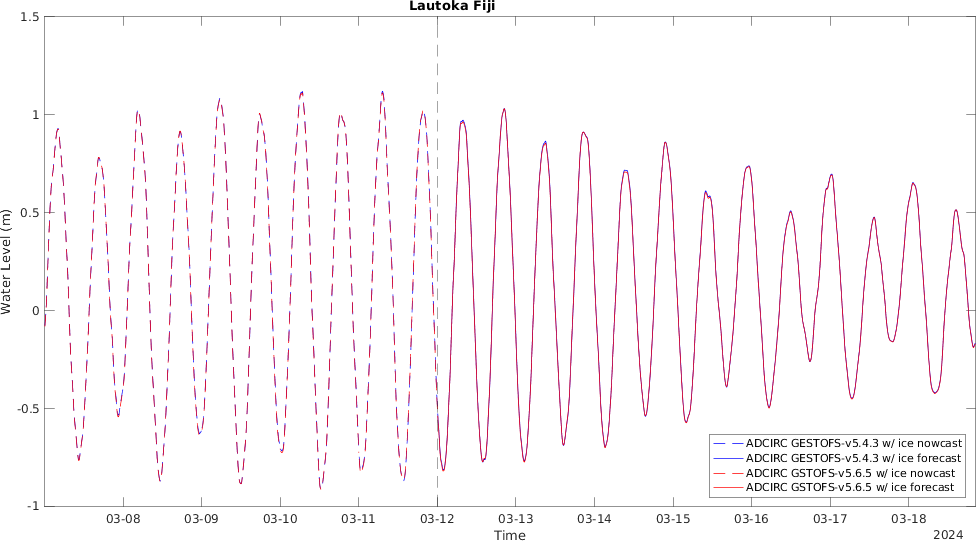 Lautoka Fiji
1.5
1
0.5
0
-0.5
-1
Water Level (m)
03-08 03-09 03-10 03-11 03-12 03-13 03-14 03-15 03-16 03-17 03-18
Time
2024
ADCIRC GESTOFS-v5.4.3 w/ ice nowcast
ADCIRC GESTOFS-v5.4.3 w/ ice forecast
ADCIRC GSTOFS-v5.6.5 w/ ice nowcast
ADCIRC GSTOFS-v5.6.5 w/ ice forecast